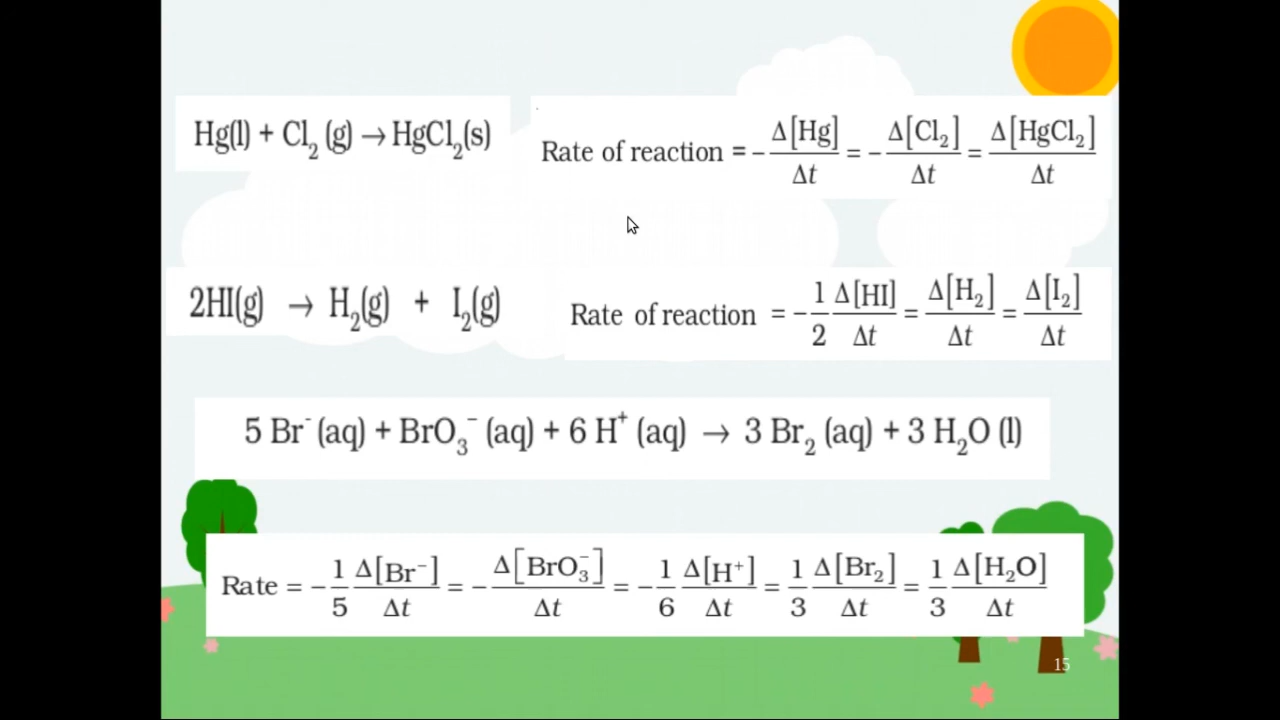 Hg(l) + Cl₂ (g) → HgCl₂(s)
Rate of reaction = − Δ[Hg]/Δt = − Δ[Cl₂]/Δt = Δ[HgCl₂]/Δt
2HI(g) → H₂(g) + I₂(g)
Rate of reaction = − 1/2 Δ[HI]/Δt = Δ[H₂]/Δt = Δ[I₂]/Δt
5 Br⁻ (aq) + BrO₃⁻ (aq) + 6 H⁺ (aq) → 3 Br₂ (aq) + 3 H₂O (l)
Rate = − 1/5 Δ[Br⁻]/Δt = − Δ[BrO₃⁻]/Δt = − 1/6 Δ[H⁺]/Δt = 1/3 Δ[Br₂]/Δt = 1/3 Δ[H₂O]/Δt
15